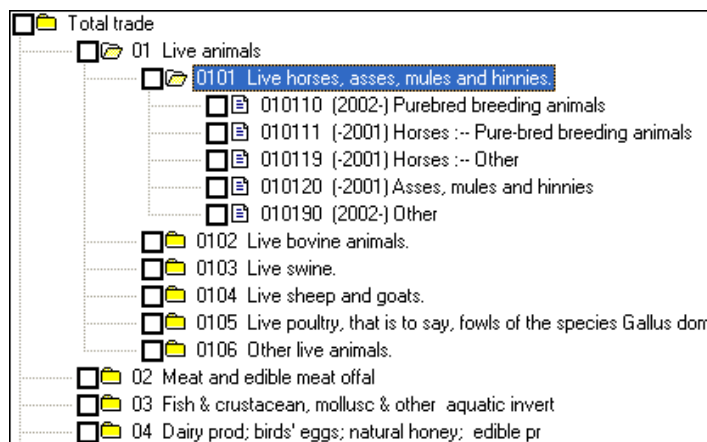 Total trade
01 Live animals
0101 Live horses, asses, mules and hinnies.
010110 (2002-) Purebred breeding animals
010111 (-2001) Horses :-- Pure-bred breeding animals
010119 (-2001) Horses :-- Other
010120 (-2001) Asses, mules and hinnies
010190 (2002-) Other
0102 Live bovine animals.
0103 Live swine.
0104 Live sheep and goats.
0105 Live poultry, that is to say, fowls of the species Gallus dom
0106 Other live animals.
02 Meat and edible meat offal
03 Fish & crustacean, mollusc & other aquatic invert
04 Dairy prod; birds' eggs; natural honey; edible pr